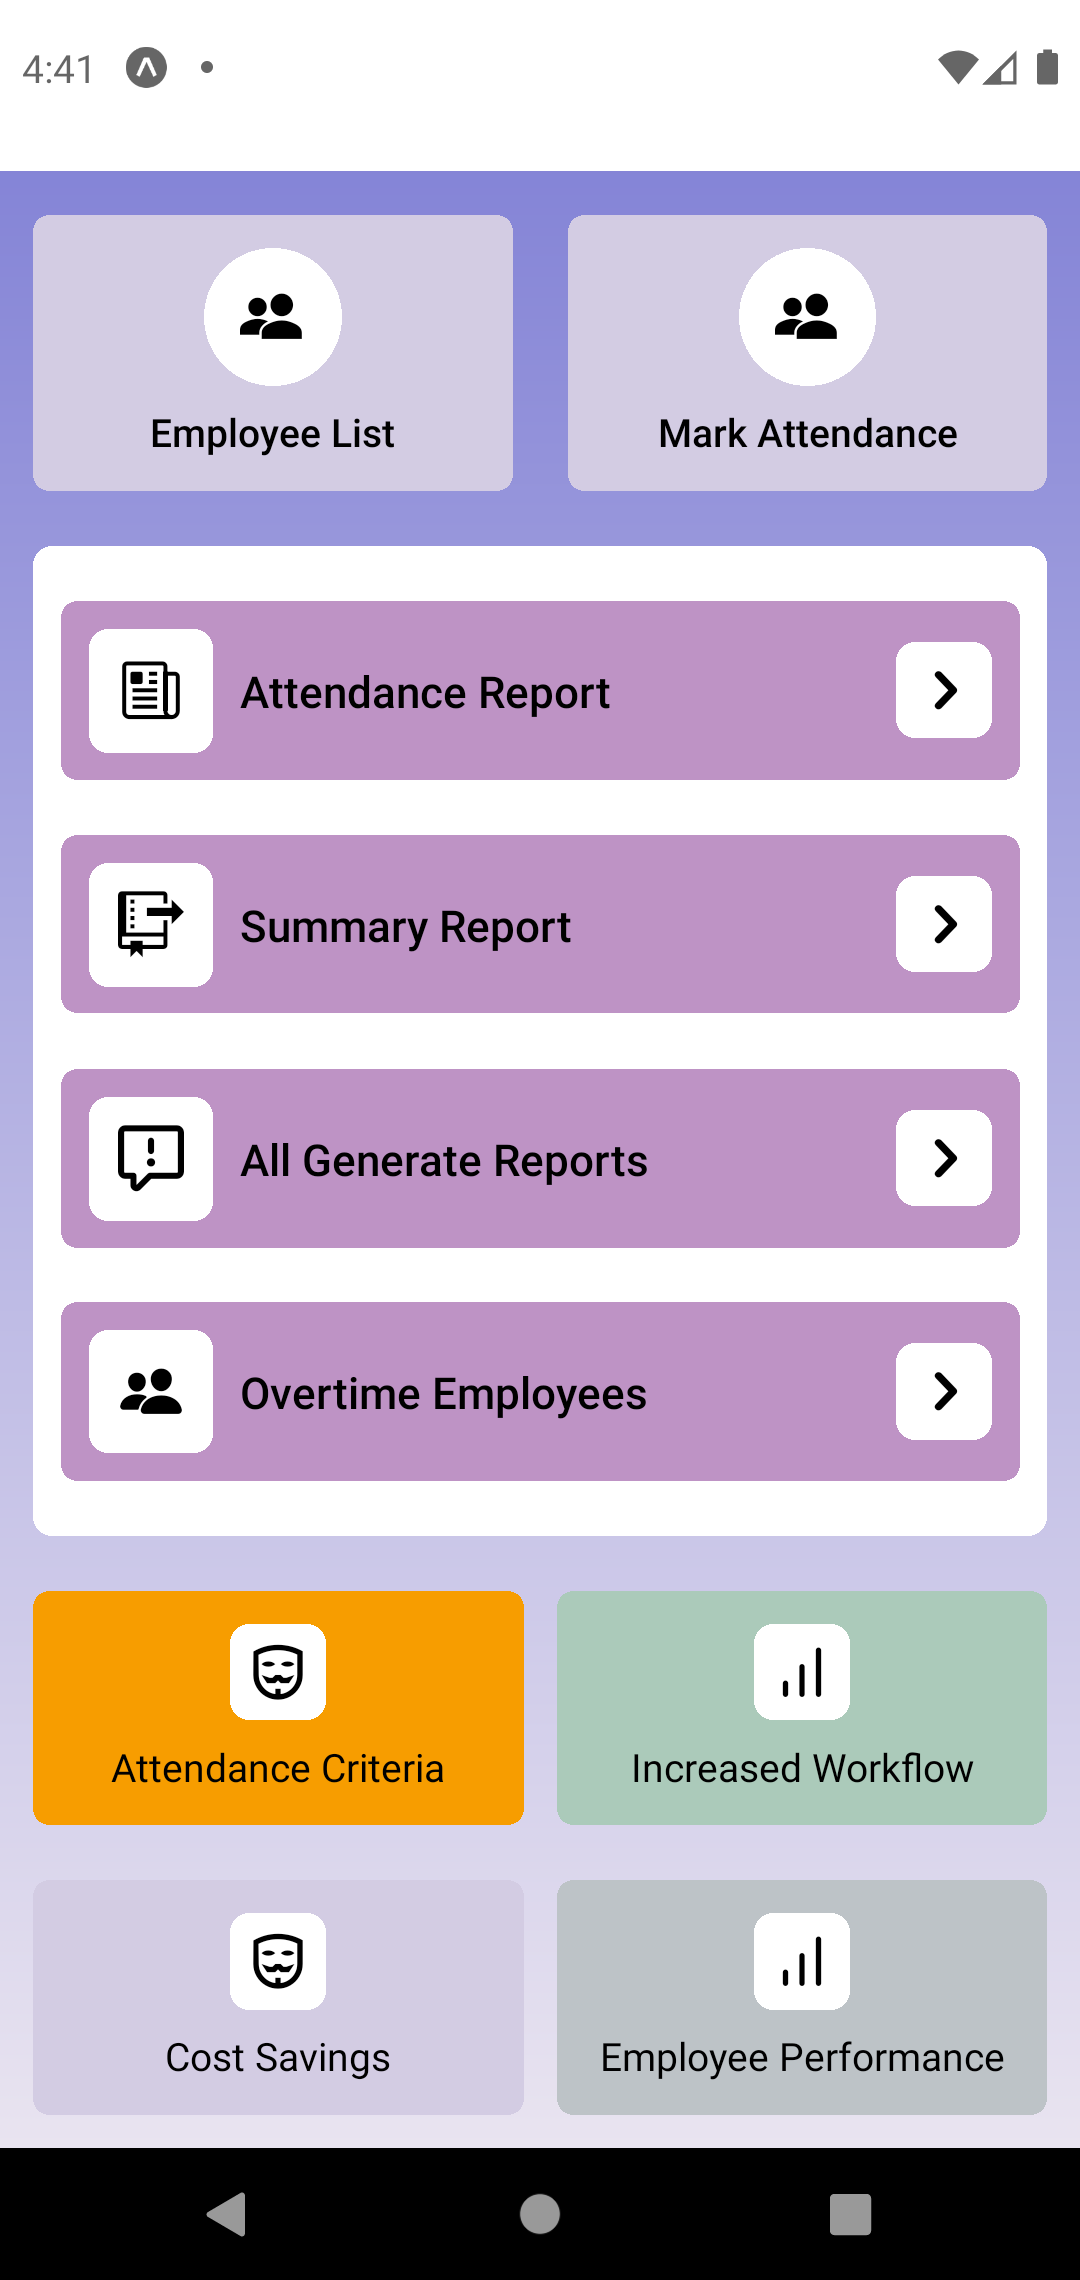 4:41
Employee List
Mark Attendance
Attendance Report
Summary Report
All Generate Reports
Overtime Employees
Attendance Criteria
Increased Workflow
Cost Savings
Employee Performance